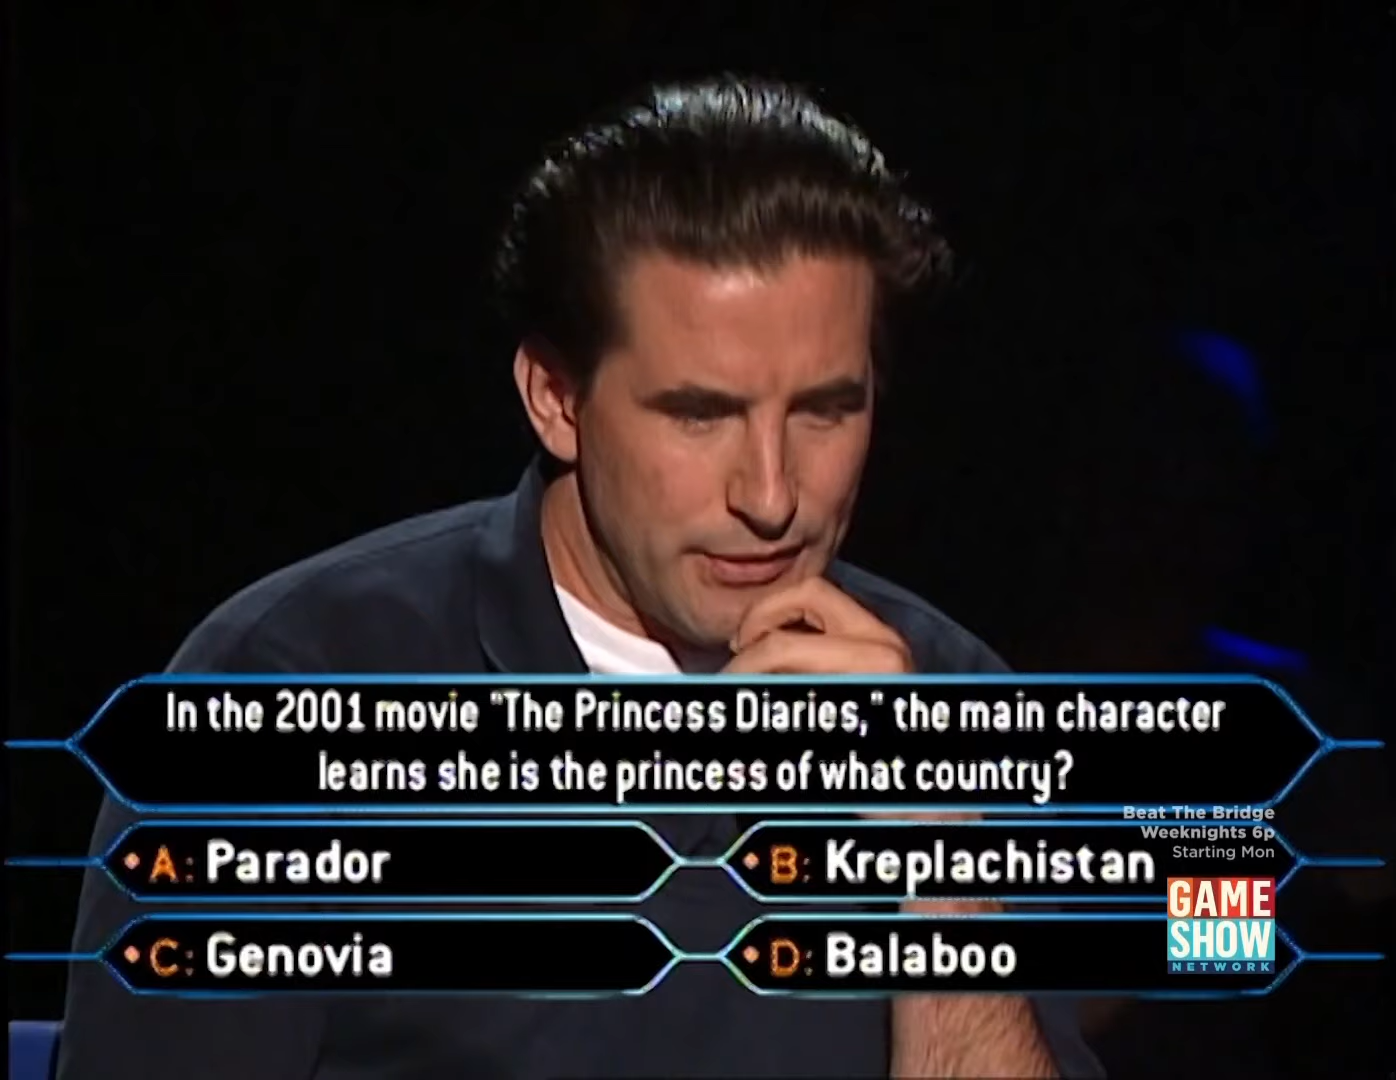 In the 2001 movie "The Princess Diaries," the main character
learns she is the princess of what country?
Beat The Bridge
Weeknights 6p
Starting Mon
A: Parador
B: Kreplachistan
C: Genovia
D: Balaboo
GAME
SHOW
NETWORK